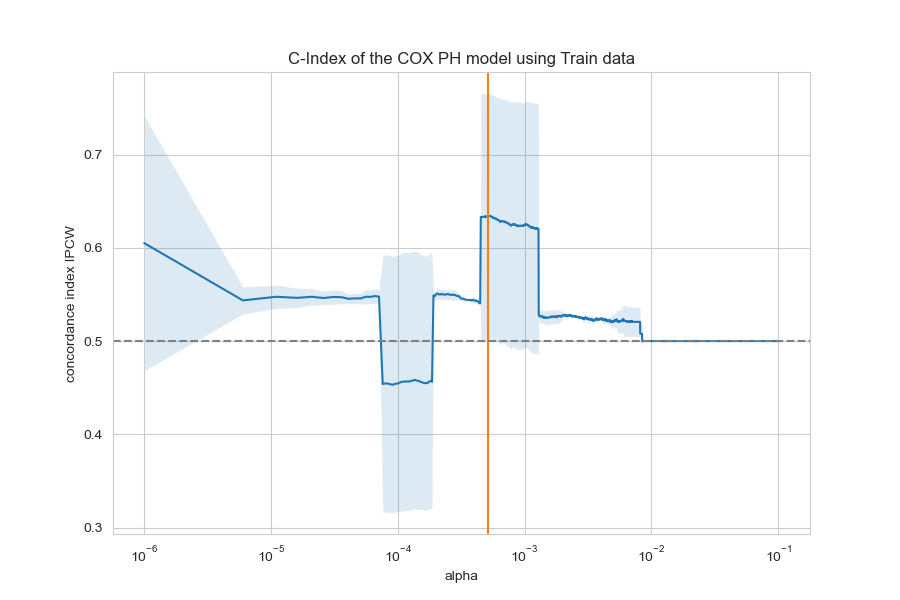 C-Index of the COX PH model using Train data
concordance index IPCW
0.7
0.6
0.5
0.4
0.3
10⁻⁶ 10⁻⁵ 10⁻⁴ 10⁻³ 10⁻² 10⁻¹
alpha